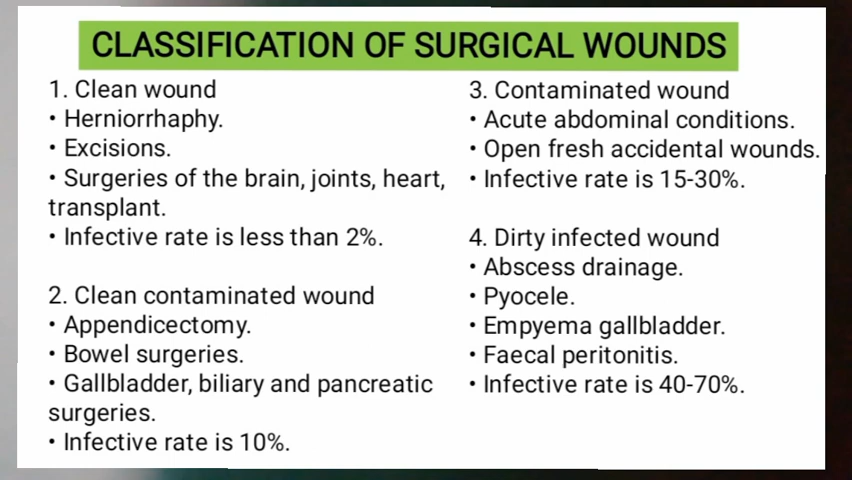 CLASSIFICATION OF SURGICAL WOUNDS
1. Clean wound
• Herniorrhaphy.
• Excisions.
• Surgeries of the brain, joints, heart,
transplant.
• Infective rate is less than 2%.
2. Clean contaminated wound
• Appendicectomy.
• Bowel surgeries.
• Gallbladder, biliary and pancreatic
surgeries.
• Infective rate is 10%.
3. Contaminated wound
• Acute abdominal conditions.
• Open fresh accidental wounds.
• Infective rate is 15-30%.
4. Dirty infected wound
• Abscess drainage.
• Pyocele.
• Empyema gallbladder.
• Faecal peritonitis.
• Infective rate is 40-70%.